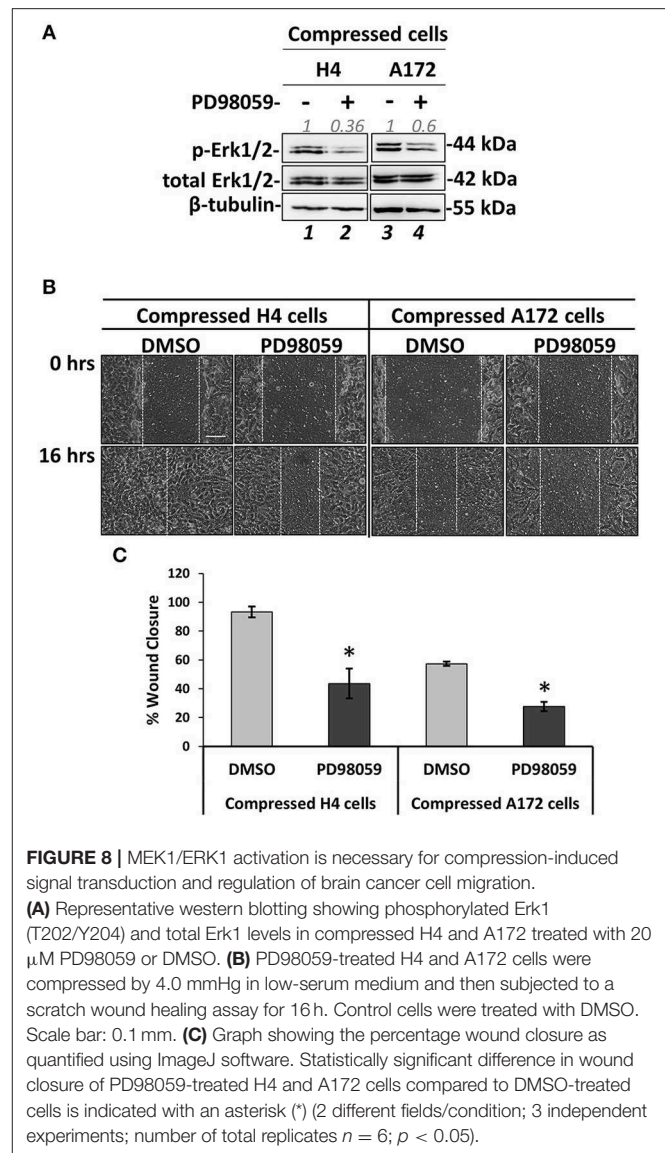 A
Compressed cells
H4 A172
PD98059- - + - +
1 0.36 1 0.6
p-Erk1/2- -44 kDa
total Erk1/2- -42 kDa
β-tubulin- -55 kDa
1 2 3 4
B
Compressed H4 cells Compressed A172 cells
DMSO PD98059 DMSO PD98059
0 hrs
16 hrs
C
% Wound Closure
120
100
80
60
40
20
0
* *
DMSO PD98059 DMSO PD98059
Compressed H4 cells Compressed A172 cells
FIGURE 8 | MEK1/ERK1 activation is necessary for compression-induced
signal transduction and regulation of brain cancer cell migration.
(A) Representative western blotting showing phosphorylated Erk1
(T202/Y204) and total Erk1 levels in compressed H4 and A172 treated with 20
μM PD98059 or DMSO. (B) PD98059-treated H4 and A172 cells were
compressed by 4.0 mmHg in low-serum medium and then subjected to a
scratch wound healing assay for 16 h. Control cells were treated with DMSO.
Scale bar: 0.1 mm. (C) Graph showing the percentage wound closure as
quantified using ImageJ software. Statistically significant difference in wound
closure of PD98059-treated H4 and A172 cells compared to DMSO-treated
cells is indicated with an asterisk (*) (2 different fields/condition; 3 independent
experiments; number of total replicates n = 6; p < 0.05).